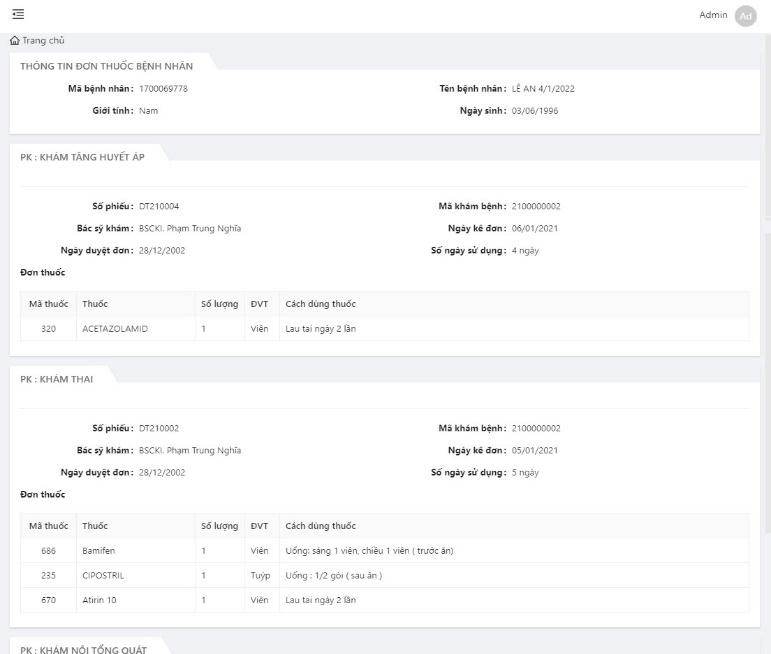 Admin Ad
Trang chủ
THÔNG TIN ĐƠN THUỐC BỆNH NHÂN
Mã bệnh nhân: 1700069778 Tên bệnh nhân: LÊ AN 4/1/2022
Giới tính: Nam Ngày sinh: 03/06/1996
PK : KHÁM TĂNG HUYẾT ÁP
Số phiếu: DT210004 Mã khám bệnh: 2100000002
Bác sỹ khám: BSCKI. Phạm Trung Nghĩa Ngày kê đơn: 06/01/2021
Ngày duyệt đơn: 28/12/2002 Số ngày sử dụng: 4 ngày
Đơn thuốc
Mã thuốc Thuốc Số lượng ĐVT Cách dùng thuốc
320 ACETAZOLAMID 1 Viên Lau tai ngày 2 lần
PK : KHÁM THAI
Số phiếu: DT210002 Mã khám bệnh: 2100000002
Bác sỹ khám: BSCKI. Phạm Trung Nghĩa Ngày kê đơn: 05/01/2021
Ngày duyệt đơn: 28/12/2002 Số ngày sử dụng: 5 ngày
Đơn thuốc
Mã thuốc Thuốc Số lượng ĐVT Cách dùng thuốc
686 Bamifen 1 Viên Uống: sáng 1 viên, chiều 1 viên ( trước ăn)
235 CIPOSTRIL 1 Tuýp Uống : 1/2 gói ( sau ăn )
670 Atirin 10 1 Viên Lau tai ngày 2 lần
PK : KHÁM NỘI TỔNG QUÁT